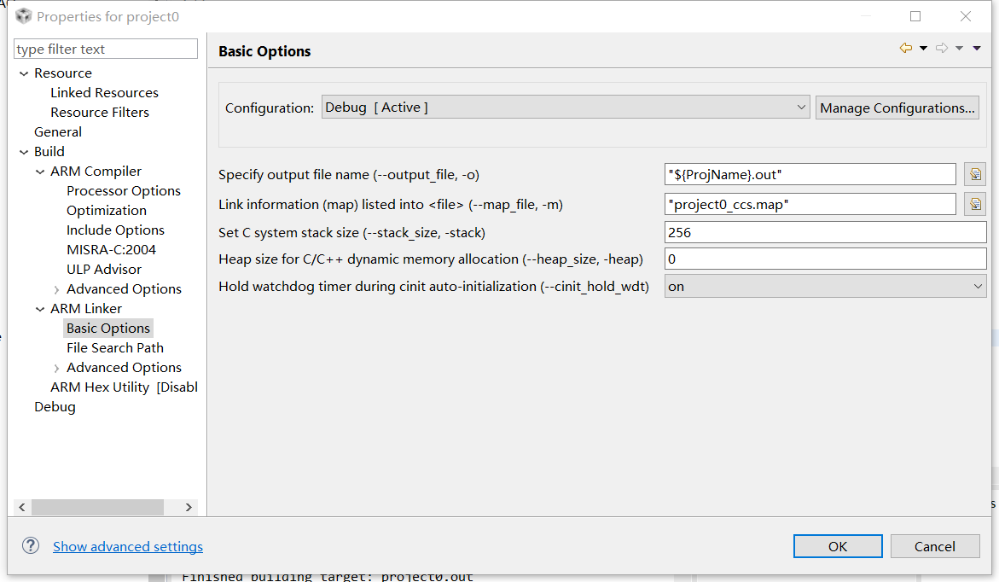 Properties for project0
type filter text
Resource
Linked Resources
Resource Filters
General
Build
ARM Compiler
Processor Options
Optimization
Include Options
MISRA-C:2004
ULP Advisor
Advanced Options
ARM Linker
Basic Options
File Search Path
Advanced Options
ARM Hex Utility [Disabl
Debug
Basic Options
Configuration: Debug [ Active ] Manage Configurations...
Specify output file name (--output_file, -o) "${ProjName}.out"
Link information (map) listed into <file> (--map_file, -m) "project0_ccs.map"
Set C system stack size (--stack_size, -stack) 256
Heap size for C/C++ dynamic memory allocation (--heap_size, -heap) 0
Hold watchdog timer during cinit auto-initialization (--cinit_hold_wdt) on
Show advanced settings OK Cancel
Finished building target: project0.out